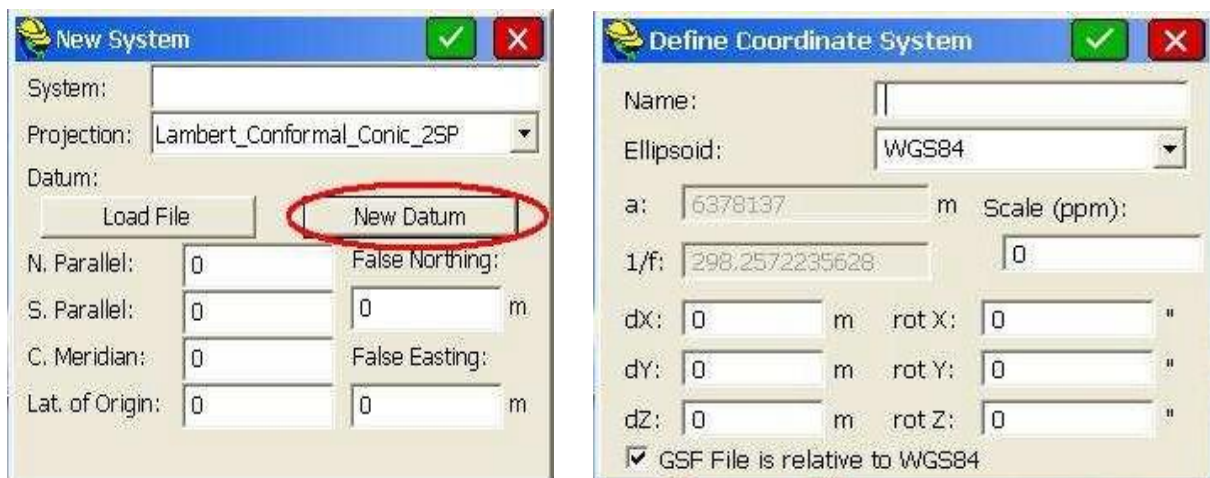 New System
System:
Projection: Lambert_Conformal_Conic_2SP
Datum:
Load File New Datum
N. Parallel: 0 False Northing:
S. Parallel: 0 0 m
C. Meridian: 0 False Easting:
Lat. of Origin: 0 0 m
Define Coordinate System
Name:
Ellipsoid: WGS84
a: 6378137 m Scale (ppm):
1/f: 298.2572235628 0
dX: 0 m rot X: 0 "
dY: 0 m rot Y: 0 "
dZ: 0 m rot Z: 0 "
GSF File is relative to WGS84